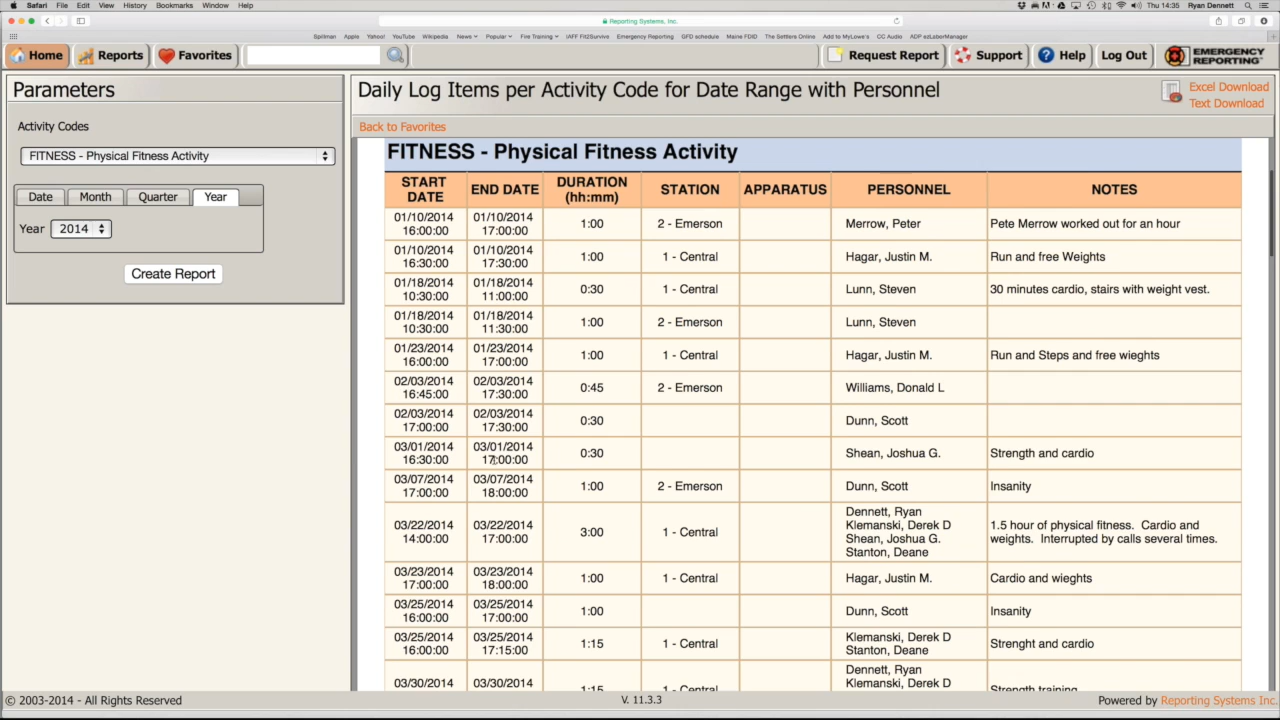 Safari File Edit View History Bookmarks Window Help
Thu 14:35 Ryan Dennett
Reporting Systems, Inc.
Spillman Apple Yahoo! YouTube Wikipedia News Popular Fire Training IAFF Fit2Survive Emergency Reporting GFD schedule Maine FDID The Settlers Online Add to MyLowe's CC Audio ADP ezLaborManager
Home Reports Favorites Request Report Support Help Log Out EMERGENCY REPORTING
Parameters
Activity Codes
FITNESS - Physical Fitness Activity
Date Month Quarter Year
Year 2014
Create Report
Daily Log Items per Activity Code for Date Range with Personnel
Excel Download
Text Download
Back to Favorites
FITNESS - Physical Fitness Activity
START DATE END DATE DURATION (hh:mm) STATION APPARATUS PERSONNEL NOTES
01/10/2014 16:00:00 01/10/2014 17:00:00 1:00 2 - Emerson Merrow, Peter Pete Merrow worked out for an hour
01/10/2014 16:30:00 01/10/2014 17:30:00 1:00 1 - Central Hagar, Justin M. Run and free Weights
01/18/2014 10:30:00 01/18/2014 11:00:00 0:30 1 - Central Lunn, Steven 30 minutes cardio, stairs with weight vest.
01/18/2014 10:30:00 01/18/2014 11:30:00 1:00 2 - Emerson Lunn, Steven
01/23/2014 16:00:00 01/23/2014 17:00:00 1:00 1 - Central Hagar, Justin M. Run and Steps and free wieghts
02/03/2014 16:45:00 02/03/2014 17:30:00 0:45 2 - Emerson Williams, Donald L
02/03/2014 17:00:00 02/03/2014 17:30:00 0:30 Dunn, Scott
03/01/2014 16:30:00 03/01/2014 17:00:00 0:30 Shean, Joshua G. Strength and cardio
03/07/2014 17:00:00 03/07/2014 18:00:00 1:00 2 - Emerson Dunn, Scott Insanity
03/22/2014 14:00:00 03/22/2014 17:00:00 3:00 1 - Central Dennett, Ryan Klemanski, Derek D Shean, Joshua G. Stanton, Deane 1.5 hour of physical fitness. Cardio and weights. Interrupted by calls several times.
03/23/2014 17:00:00 03/23/2014 18:00:00 1:00 1 - Central Hagar, Justin M. Cardio and wieghts
03/25/2014 16:00:00 03/25/2014 17:00:00 1:00 Dunn, Scott Insanity
03/25/2014 16:00:00 03/25/2014 17:15:00 1:15 1 - Central Klemanski, Derek D Stanton, Deane Strenght and cardio
03/30/2014 03/30/2014 1:15 1 - Central Dennett, Ryan Klemanski, Derek D Strength training
© 2003-2014 - All Rights Reserved
V. 11.3.3
Powered by Reporting Systems Inc.